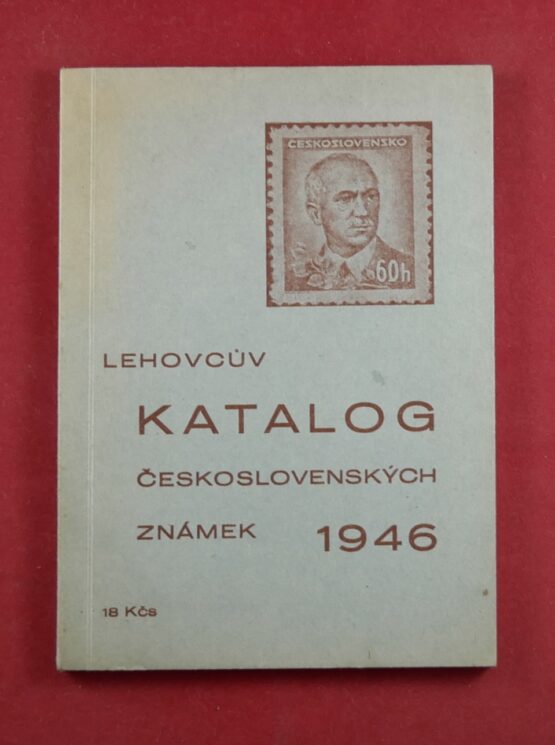 ČESKOSLOVENSKO
60h
LEHOVCŮV
KATALOG
ČESKOSLOVENSKÝCH
ZNÁMEK 1946
18 Kčs